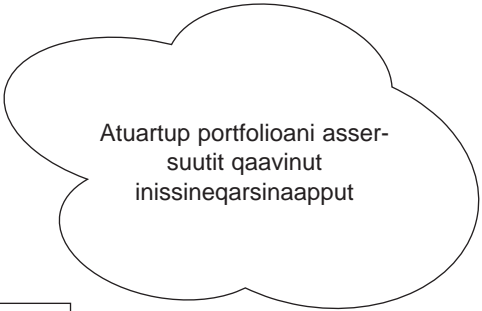 Atuartup portfolioani asser-
suutit qaavinut
inissineqarsinaapput